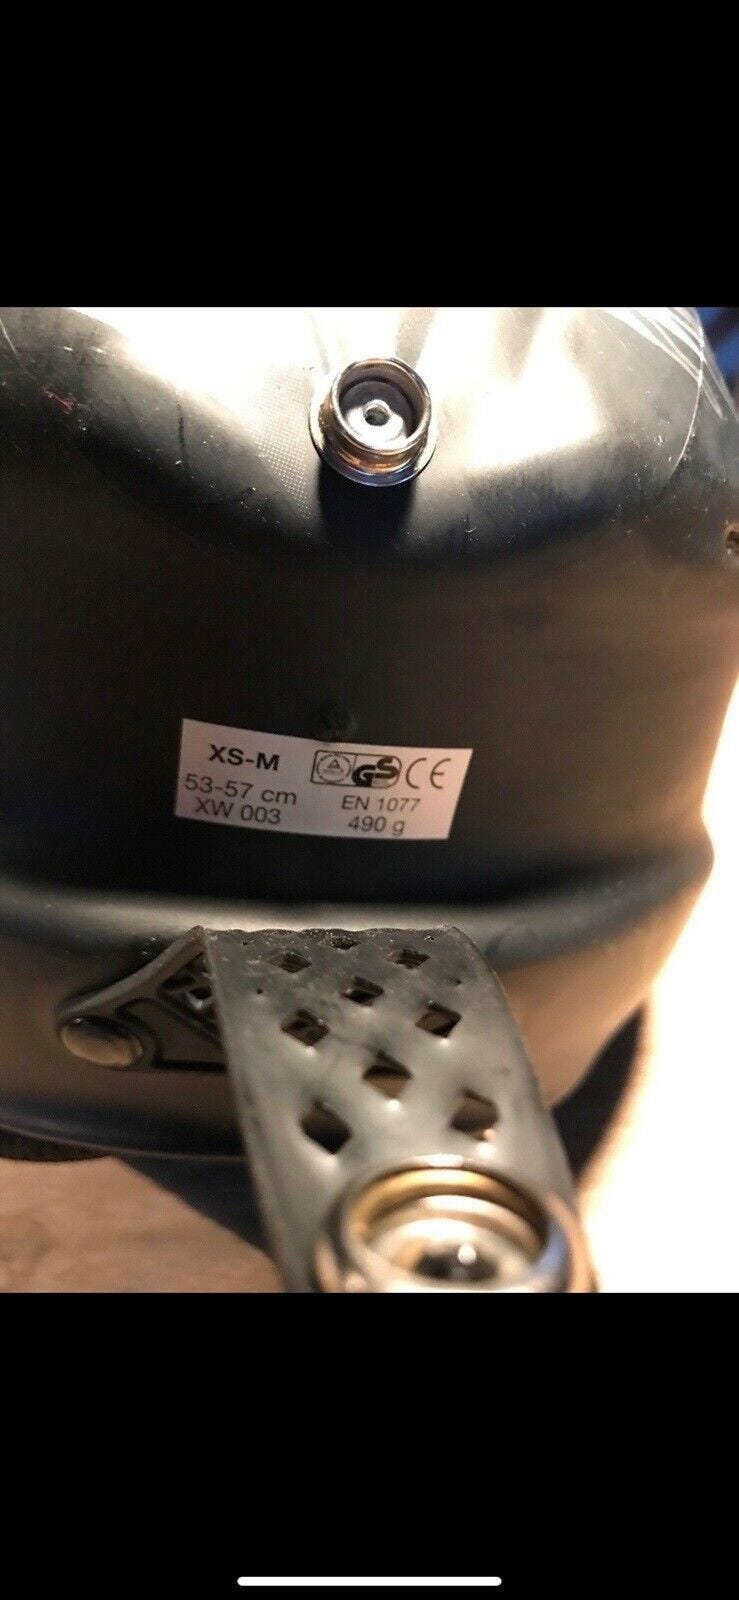 XS-M GS CE
53-57 cm EN 1077
XW 003 490 g